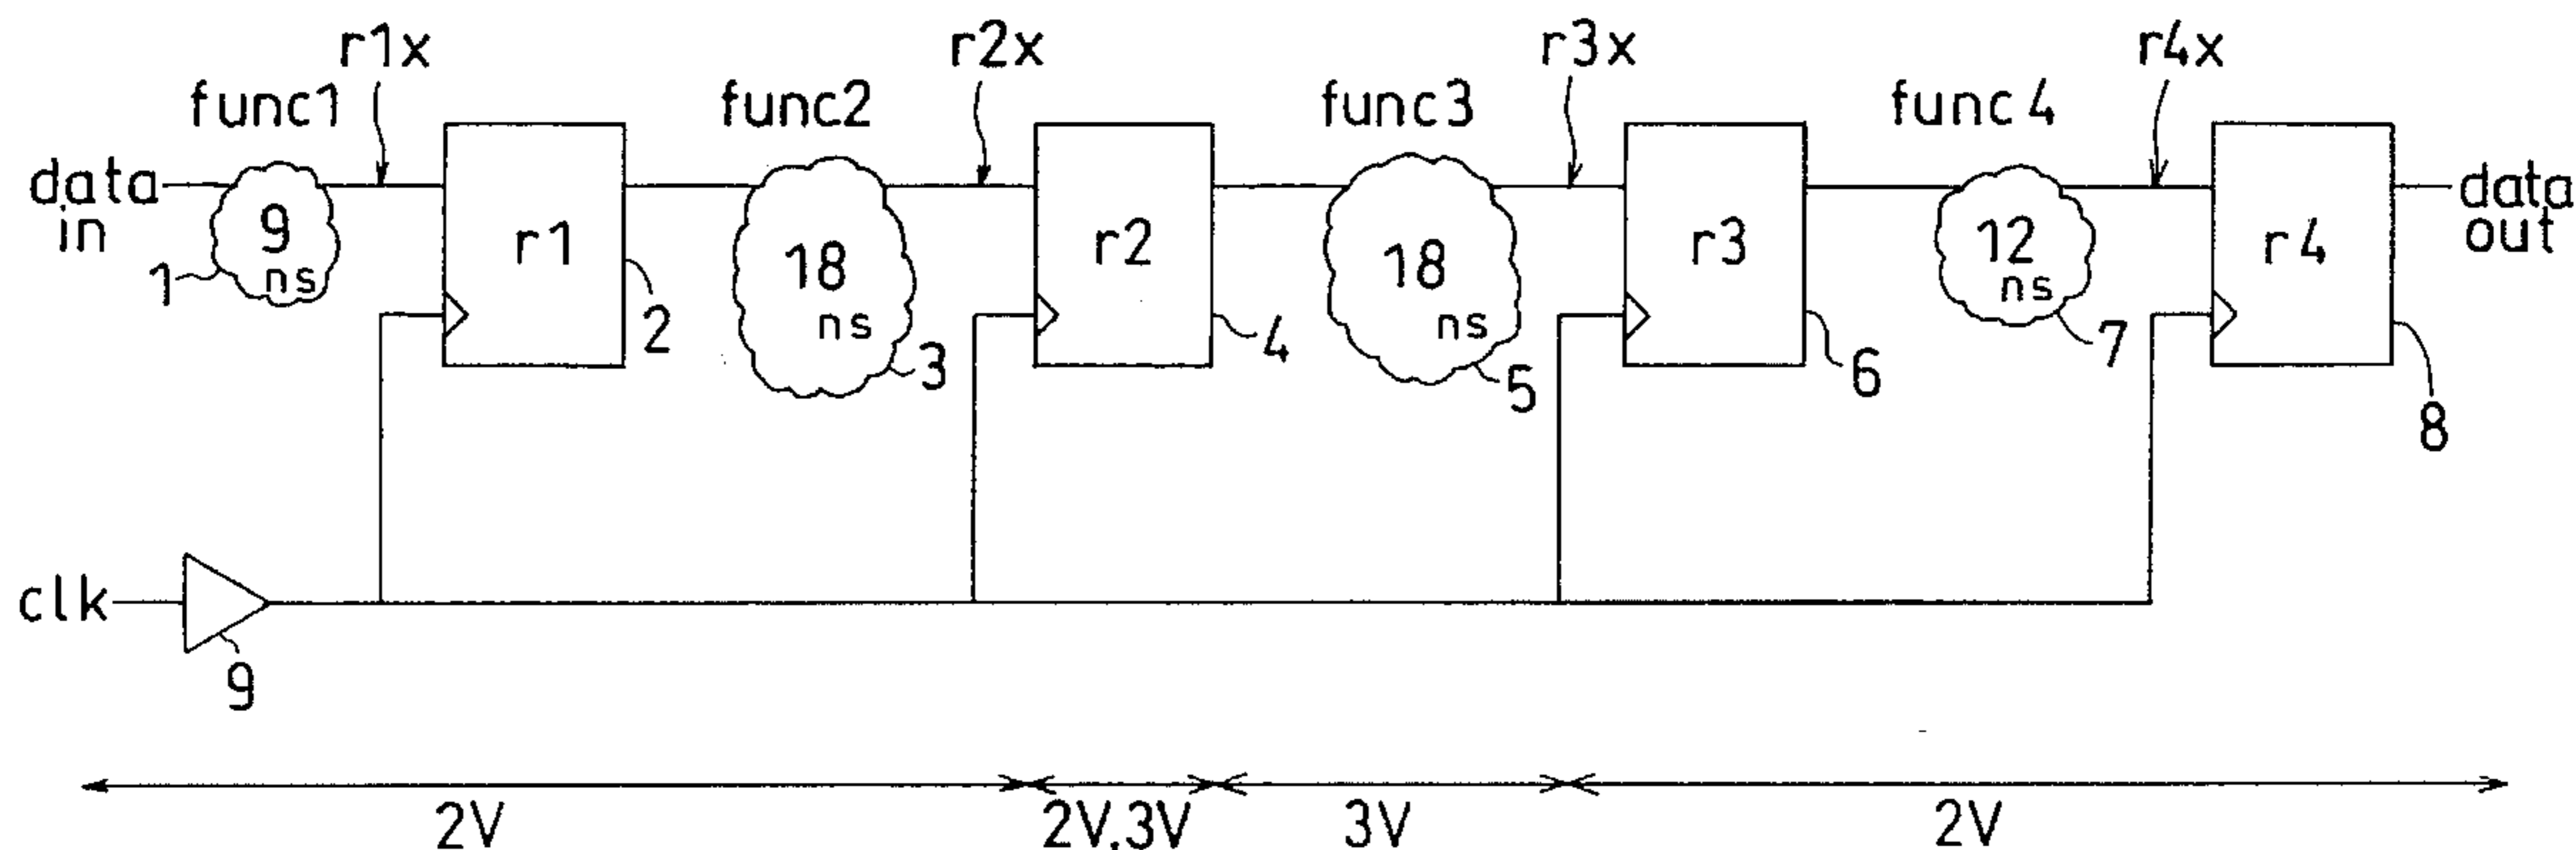 r1x
r2x
r3x
r4x
func1
func2
func3
func4
data
in
9
ns
1
r1
2
18
ns
3
r2
4
18
ns
5
r3
6
12
ns
7
r4
8
data
out
clk
9
2V
2V,3V
3V
2V